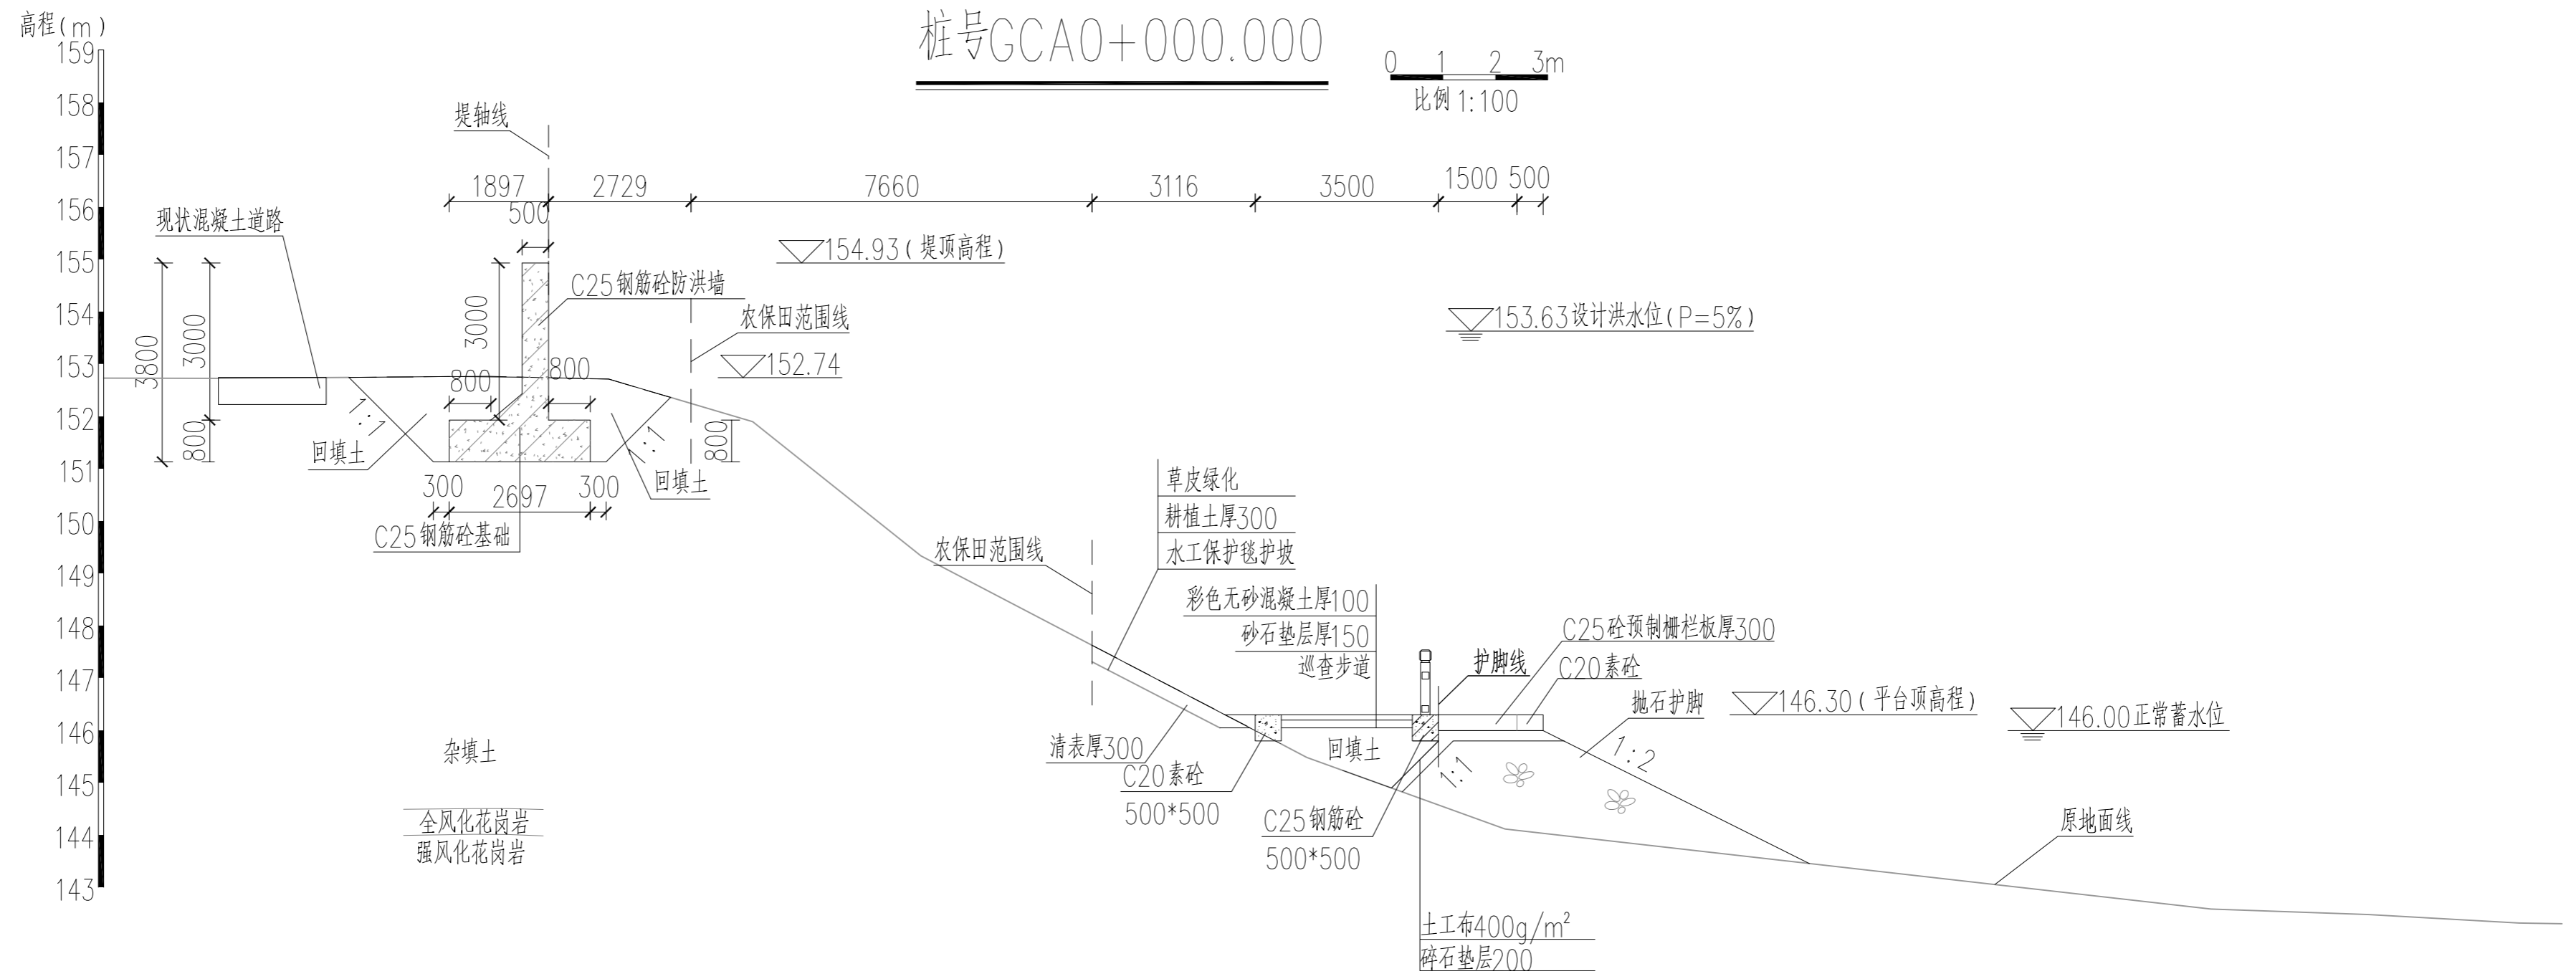 高程(m)
桩号GCA0+000.000
0 1 2 3m
比例 1:100
159
158
157
156
155
154
153
152
151
150
149
148
147
146
145
144
143
堤轴线
1897
2729
7660
3116
3500
1500
500
500
现状混凝土道路
154.93(堤顶高程)
C25钢筋砼防洪墙
农保田范围线
153.63设计洪水位(P=5%)
152.74
3800
3000
800
3000
800
800
800
1:1
1:1
回填土
回填土
300
2697
300
C25钢筋砼基础
草皮绿化
耕植土厚300
水工保护毯护坡
农保田范围线
彩色无砂混凝土厚100
砂石垫层厚150
巡查步道
护脚线
C25砼预制栅栏板厚300
C20素砼
抛石护脚
146.30(平台顶高程)
146.00正常蓄水位
清表厚300
C20素砼
500*500
回填土
1:1
1:2
C25钢筋砼
500*500
杂填土
全风化花岗岩
强风化花岗岩
原地面线
土工布400g/m²
碎石垫层200